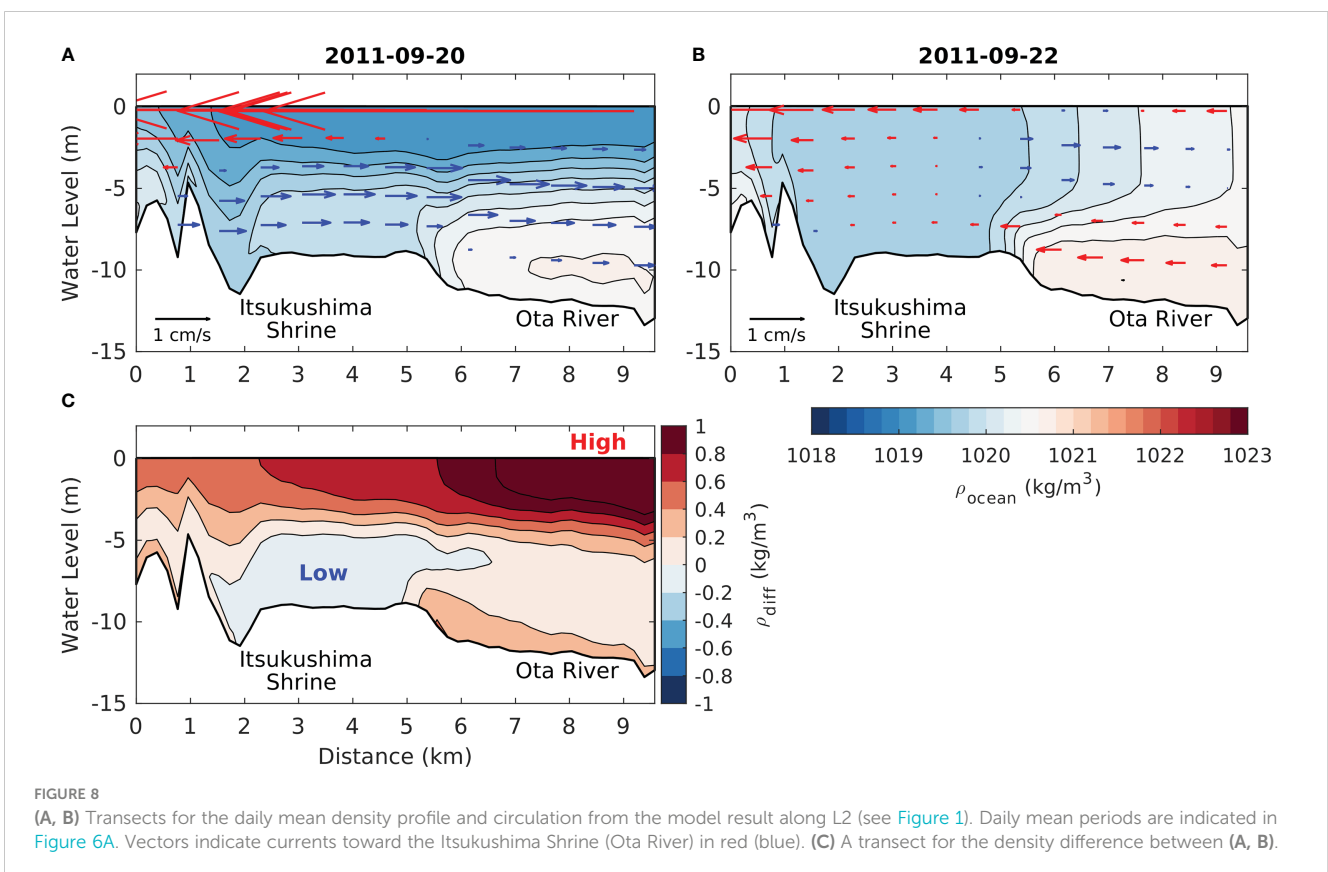 A
2011-09-20
0
-5
-10
-15
Water Level (m)
Itsukushima
Shrine
Ota River
1 cm/s
0 1 2 3 4 5 6 7 8 9
B
2011-09-22
0
-5
-10
-15
Itsukushima
Shrine
Ota River
1 cm/s
0 1 2 3 4 5 6 7 8 9
1018 1019 1020 1021 1022 1023
ρocean (kg/m3)
C
High
Low
0
-5
-10
-15
Water Level (m)
Itsukushima
Shrine
Ota River
0 1 2 3 4 5 6 7 8 9
Distance (km)
1
0.8
0.6
0.4
0.2
0
-0.2
-0.4
-0.6
-0.8
-1
ρdiff (kg/m3)
FIGURE 8
(A, B) Transects for the daily mean density profile and circulation from the model result along L2 (see Figure 1). Daily mean periods are indicated in
Figure 6A. Vectors indicate currents toward the Itsukushima Shrine (Ota River) in red (blue). (C) A transect for the density difference between (A, B).